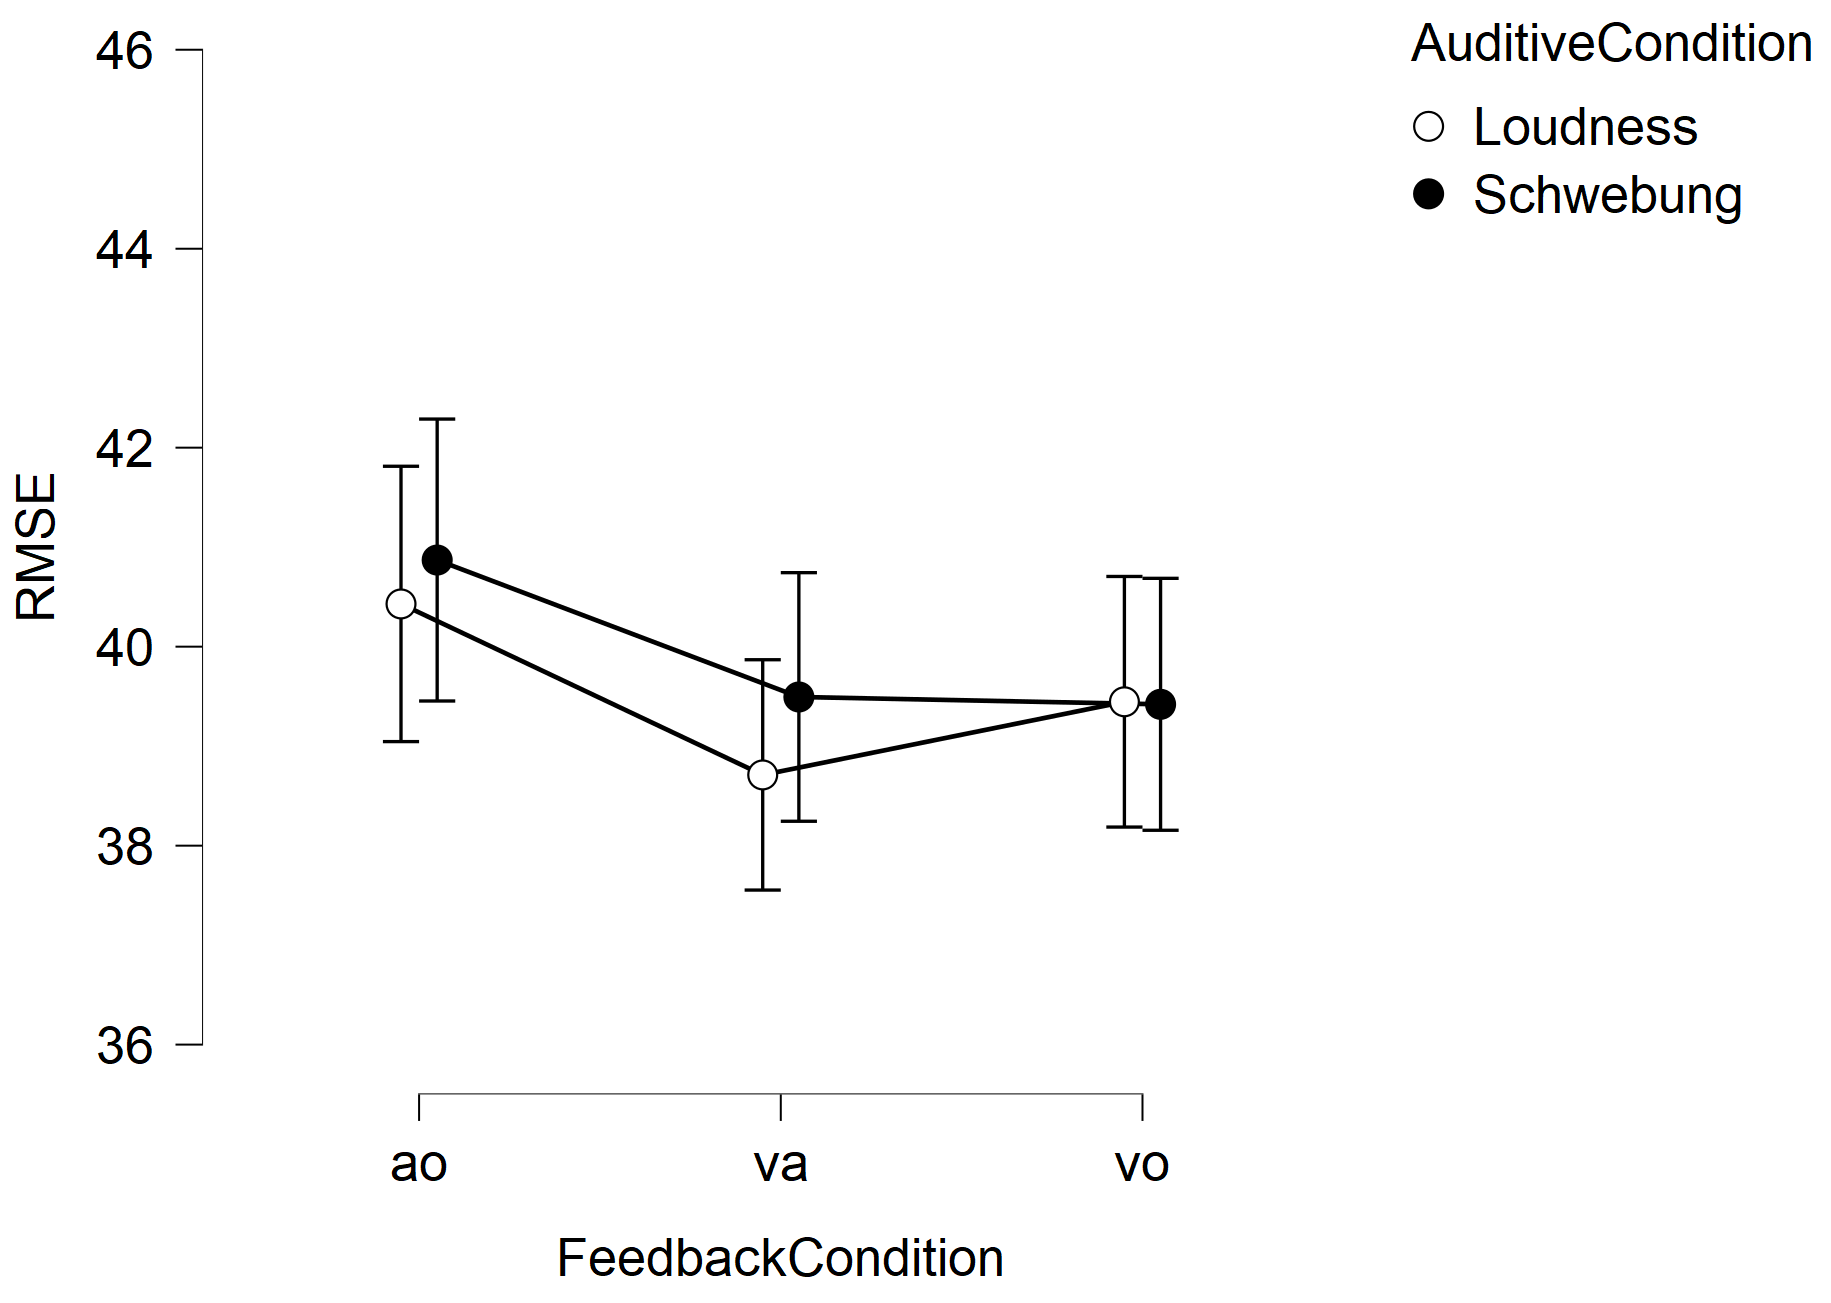 AuditiveCondition
Loudness
Schwebung
RMSE
46
44
42
40
38
36
ao va vo
FeedbackCondition